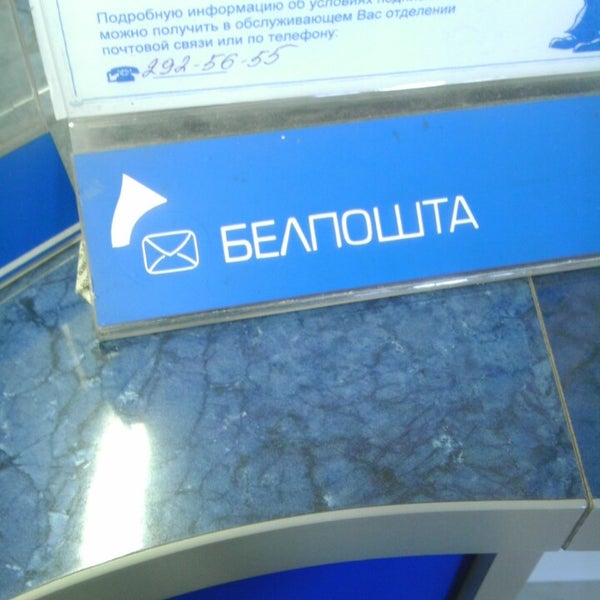 Подробную информацию об условиях
можно получить в обслуживающем Вас отделении
почтовой связи или по телефону:
292-56-55
БЕЛПОШТА